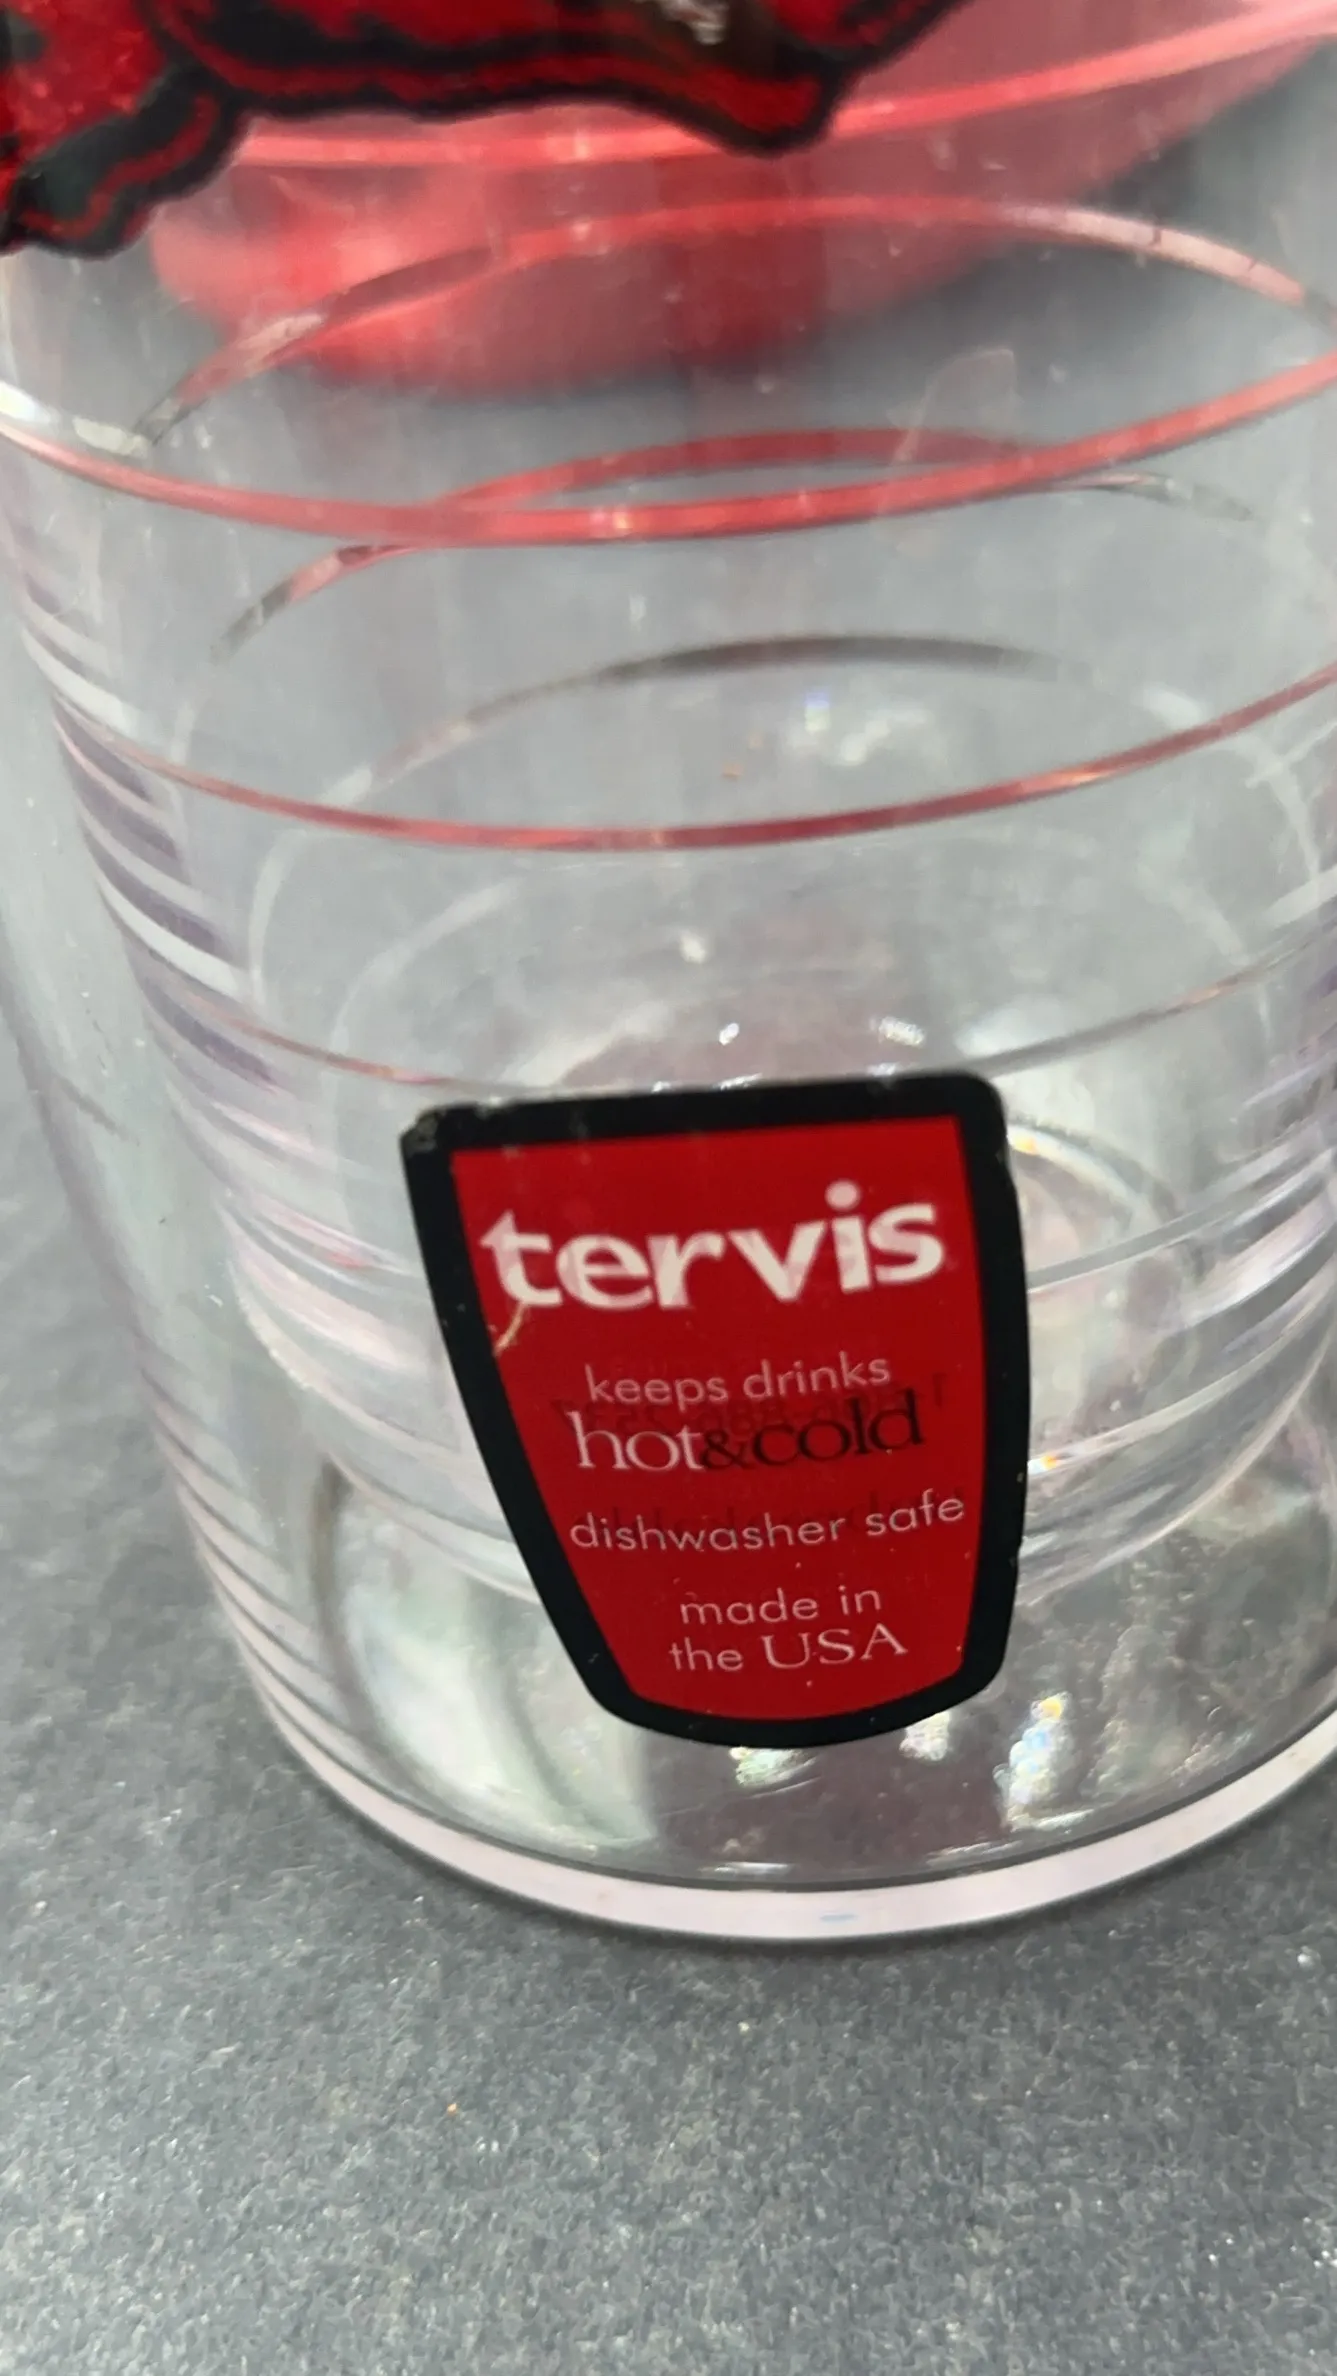 tervis
keeps drinks
hot&cold
dishwasher safe
made in
the USA